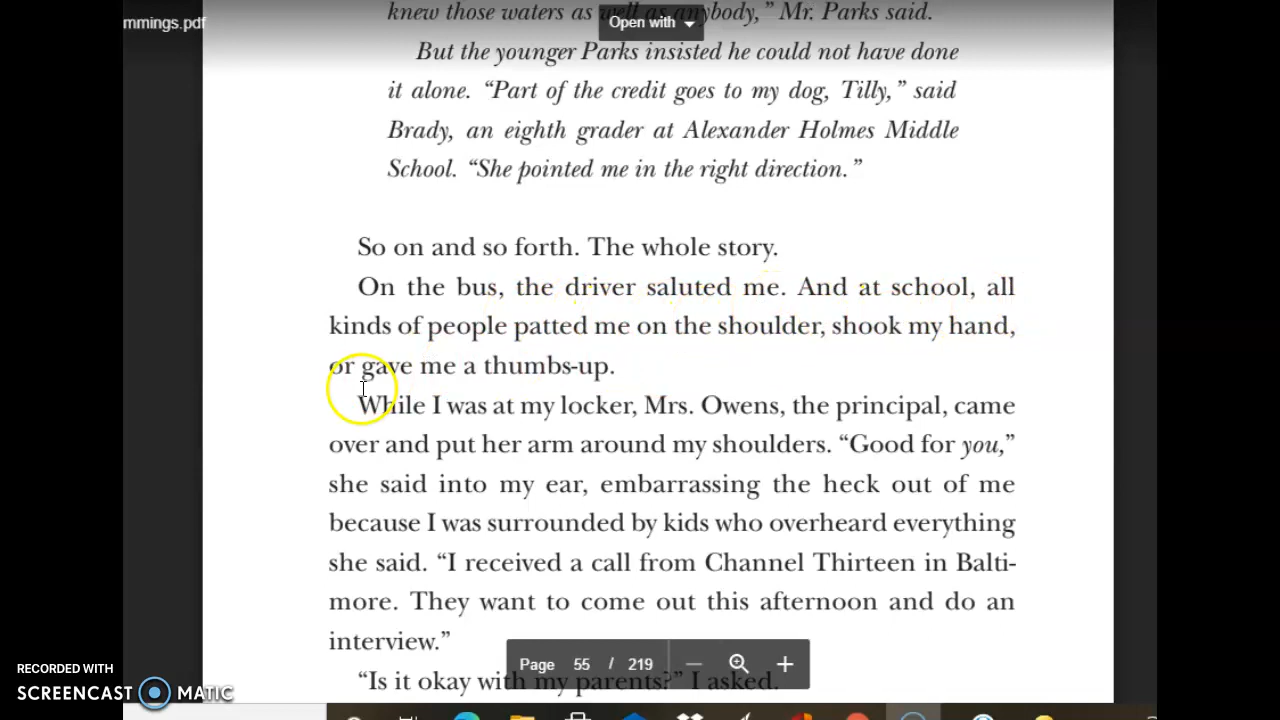 knew those waters as well as anybody,” Mr. Parks said.
mmings.pdf
Open with
But the younger Parks insisted he could not have done
it alone. “Part of the credit goes to my dog, Tilly,” said
Brady, an eighth grader at Alexander Holmes Middle
School. “She pointed me in the right direction.”
So on and so forth. The whole story.
On the bus, the driver saluted me. And at school, all
kinds of people patted me on the shoulder, shook my hand,
or gave me a thumbs-up.
While I was at my locker, Mrs. Owens, the principal, came
over and put her arm around my shoulders. “Good for you,”
she said into my ear, embarrassing the heck out of me
because I was surrounded by kids who overheard everything
she said. “I received a call from Channel Thirteen in Balti-
more. They want to come out this afternoon and do an
interview.”
“Is it okay with my parents?” I asked.
Page 55 / 219
RECORDED WITH
SCREENCAST MATIC